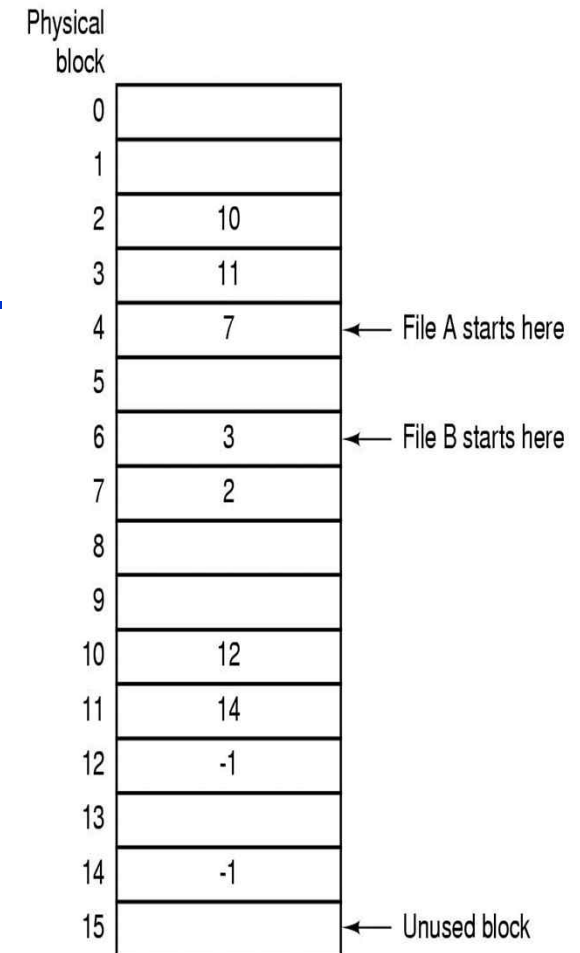 Physical
block
0
1
2 10
3 11
4 7 File A starts here
5
6 3 File B starts here
7 2
8
9
10 12
11 14
12 -1
13
14 -1
15 Unused block